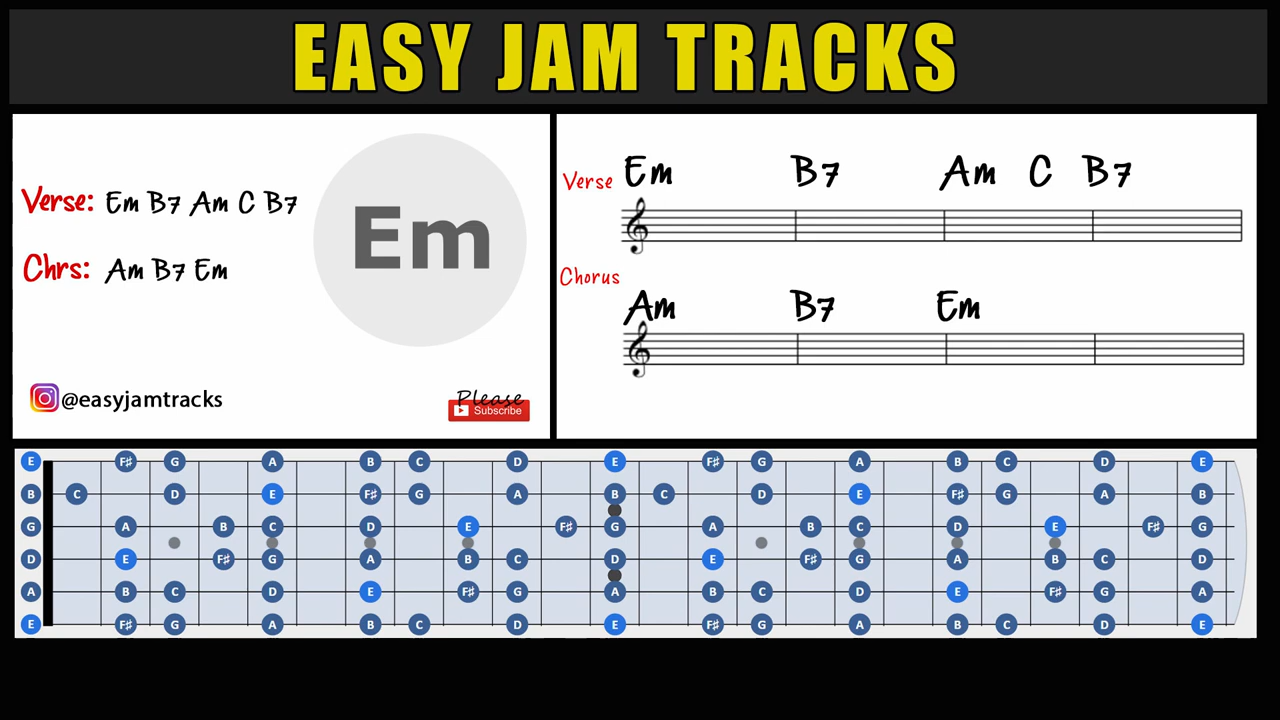 EASY JAM TRACKS
Verse: Em B7 Am C B7
Chrs: Am B7 Em
Em
@easyjamtracks
Please
Subscribe
Verse Em B7 Am C B7
Chorus
Am B7 Em
E F# G A B C D E F# G A B C D E
B C D E F# G A B C D E F# G A B
G A B C D E F# G A B C D E F# G
D E F# G A B C D E F# G A B C D
A B C D E F# G A B C D E F# G A
E F# G A B C D E F# G A B C D E